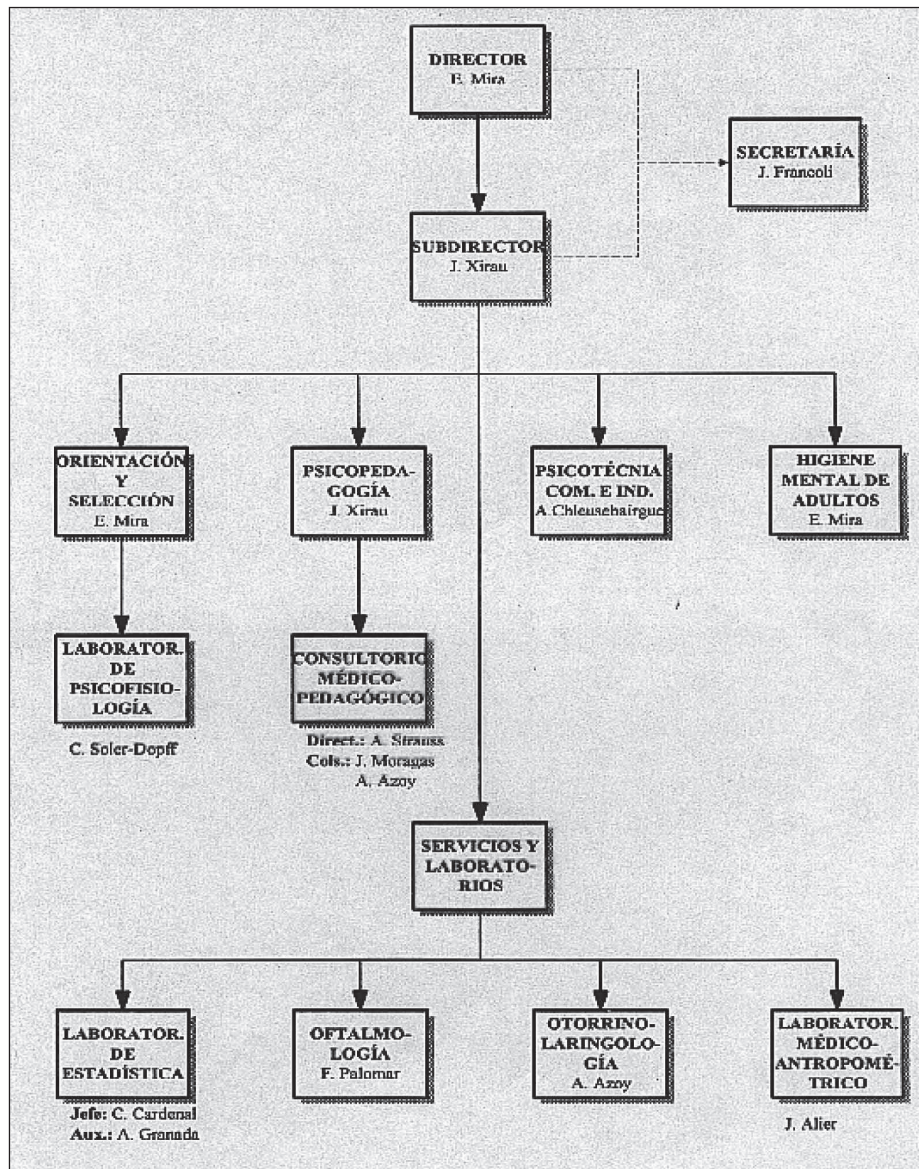 DIRECTOR
E. Mira
SECRETARÍA
J. Francolí
SUBDIRECTOR
J. Xirau
ORIENTACIÓN
Y
SELECCIÓN
E. Mira
PSICOPEDA-
GOGÍA
J. Xirau
PSICOTÉCNIA
COM. E IND.
A.Chleusebairgue
HIGIENE
MENTAL DE
ADULTOS
E. Mira
LABORATOR.
DE
PSICOFISIO-
LOGÍA
C. Soler-Dopff
CONSULTORIO
MÉDICO-
PEDAGÓGICO
Direct.: A. Strauss
Cols.: J. Moragas
A. Azoy
SERVICIOS Y
LABORATO-
RIOS
LABORATOR.
DE
ESTADÍSTICA
Jefe: C. Cardenal
Aux.: A. Granada
OFTALMO-
LOGÍA
F. Palomar
OTORRINO-
LARINGOLO-
GÍA
A. Azoy
LABORATOR.
MÉDICO-
ANTROPOMÉ-
TRICO
J. Alier